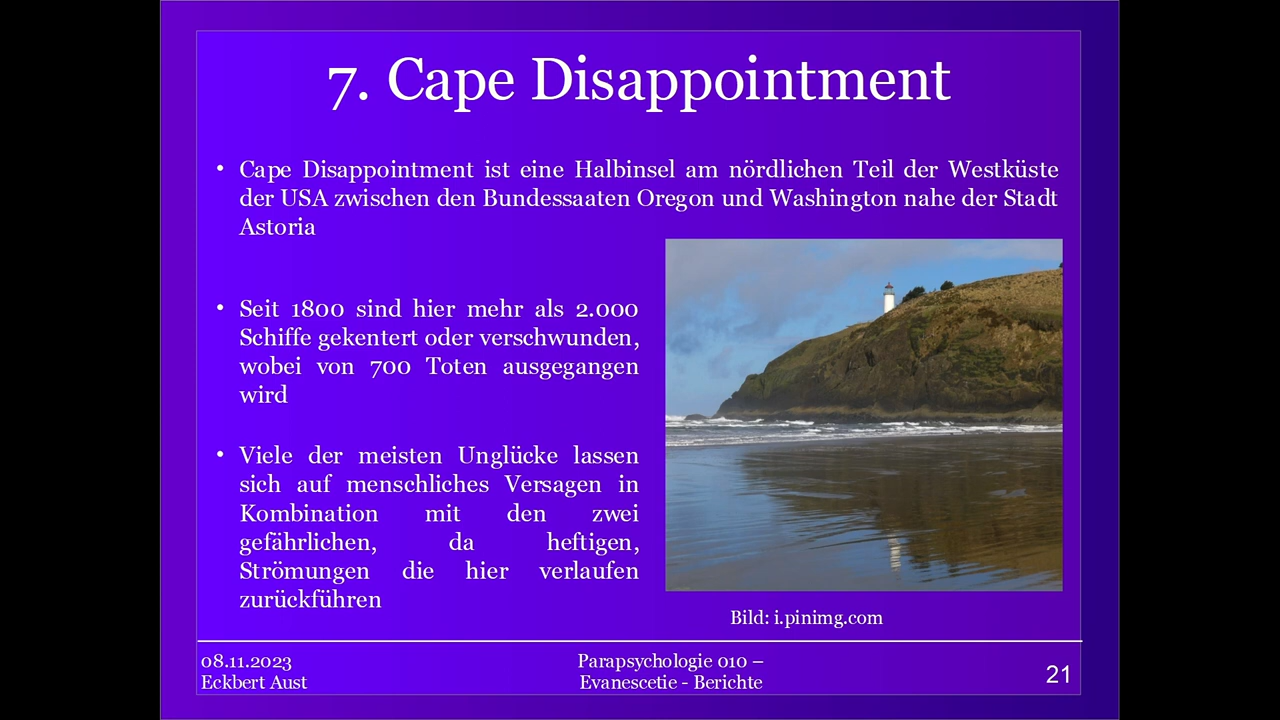 7. Cape Disappointment
• Cape Disappointment ist eine Halbinsel am nördlichen Teil der Westküste
der USA zwischen den Bundessaaten Oregon und Washington nahe der Stadt
Astoria
• Seit 1800 sind hier mehr als 2.000
Schiffe gekentert oder verschwunden,
wobei von 700 Toten ausgegangen
wird
• Viele der meisten Unglücke lassen
sich auf menschliches Versagen in
Kombination mit den zwei
gefährlichen, da heftigen,
Strömungen die hier verlaufen
zurückführen
Bild: i.pinimg.com
08.11.2023
Eckbert Aust
Parapsychologie 010 –
Evanescetie - Berichte
21